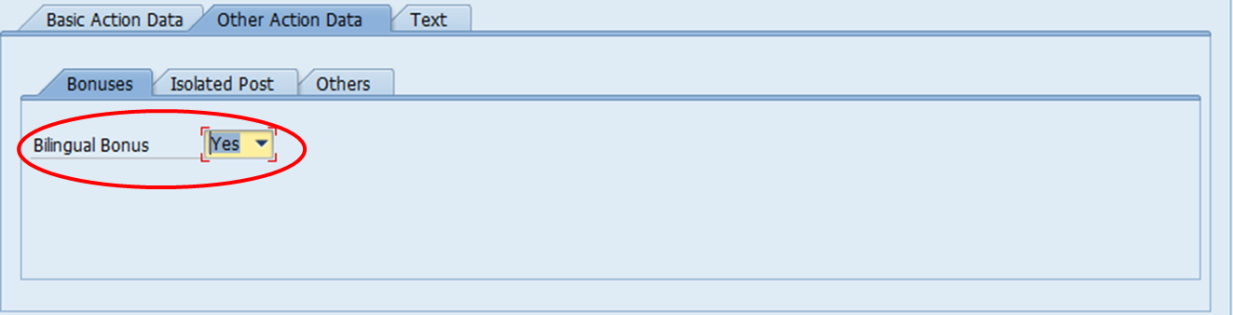 Basic Action Data Other Action Data Text
Bonuses Isolated Post Others
Bilingual Bonus Yes